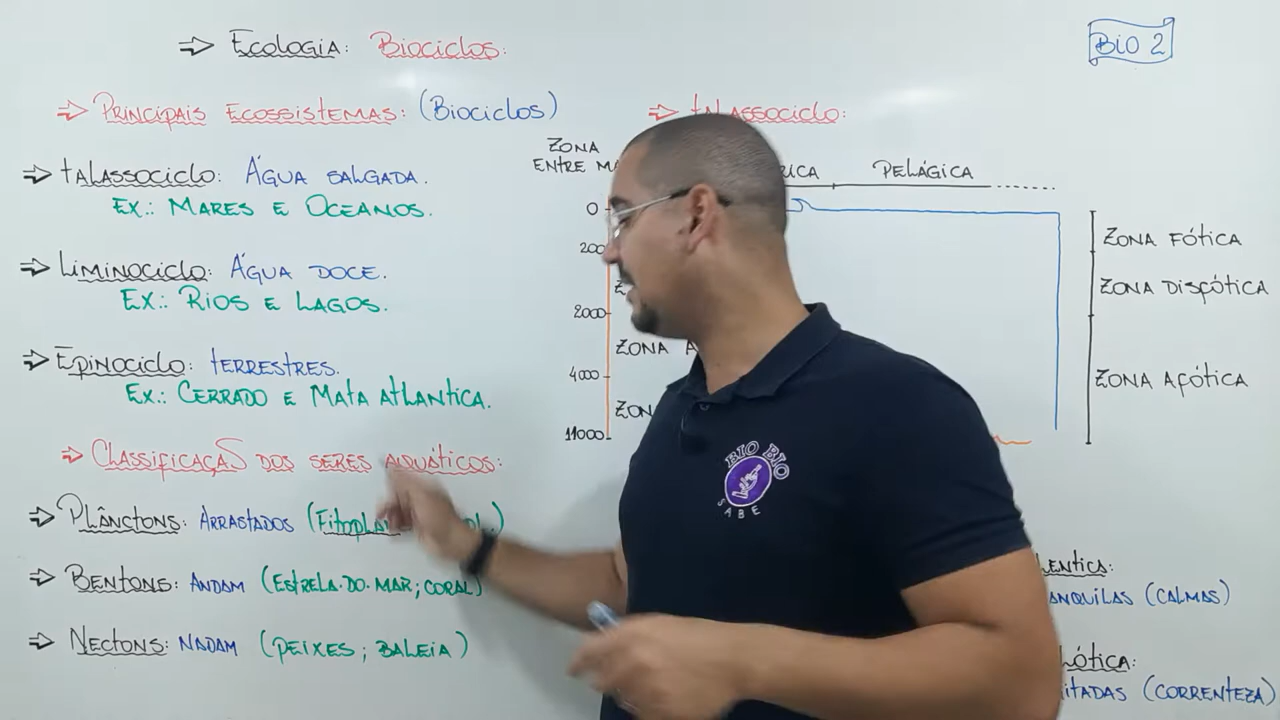 ⇒ Ecologia: Biociclos:
BIO 2
⇒ Principais Ecossistemas: (Biociclos)
⇒ talassociclo: Água salgada.
Ex.: Mares e Oceanos.
⇒ Liminociclo: Água doce.
Ex.: Rios e Lagos.
⇒ Epinociclo: terrestres.
Ex.: Cerrado e Mata Atlantica.
⇒ Classificação dos seres aquáticos:
⇒ Plânctons: Arrastados
⇒ Bentons: Andam (Estrela-do-mar; coral)
⇒ Nectons: Nadam (peixes; baleia)
⇒ talassociclo:
Zona
entre
Pelágica
0
200
2000
4000
11000
Zona
Zona Fótica
Zona Disfótica
Zona Afótica
BIO BIO
SABE
(calmas)
(correnteza)